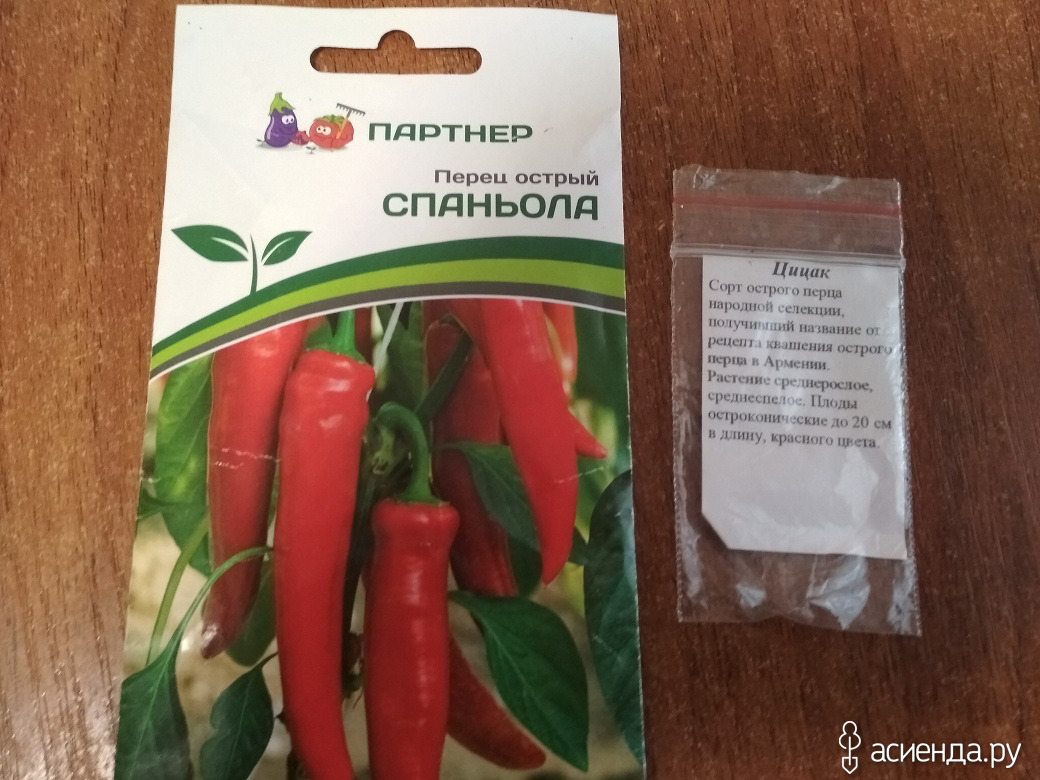 ПАРТНЕР
Перец острый
СПАНЬОЛА
Цицак
Сорт острого перца
народной селекции,
получивший название от
рецепта квашения острого
перца в Армении.
Растение среднерослое,
среднеспелое. Плоды
остроконические до 20 см
в длину, красного цвета.
асиенда.ру